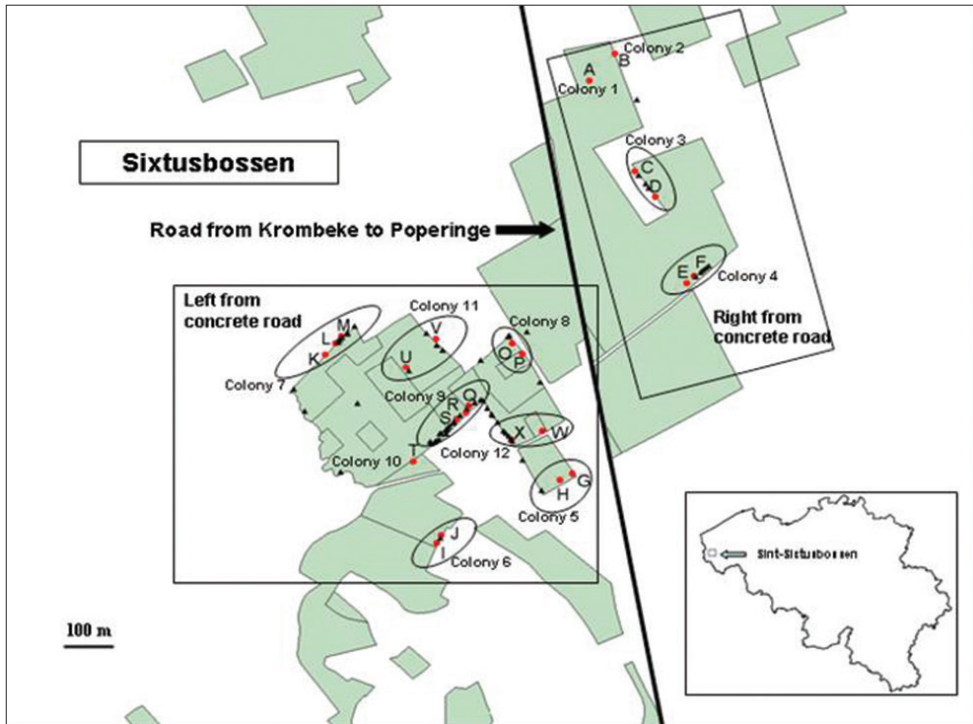 Sixtusbossen
Road from Krombeke to Poperinge
Colony 2
B
A
Colony 1
Colony 3
C
D
F
E
Colony 4
Right from
concrete road
Left from
concrete road
Colony 11
M
L
K
V
U
Colony 7
Colony 8
O
P
Colony 9
Q
R
S
T
Colony 10
Colony 12
X
W
G
H
Colony 5
J
I
Colony 6
100 m
Sint-Sixtusbossen